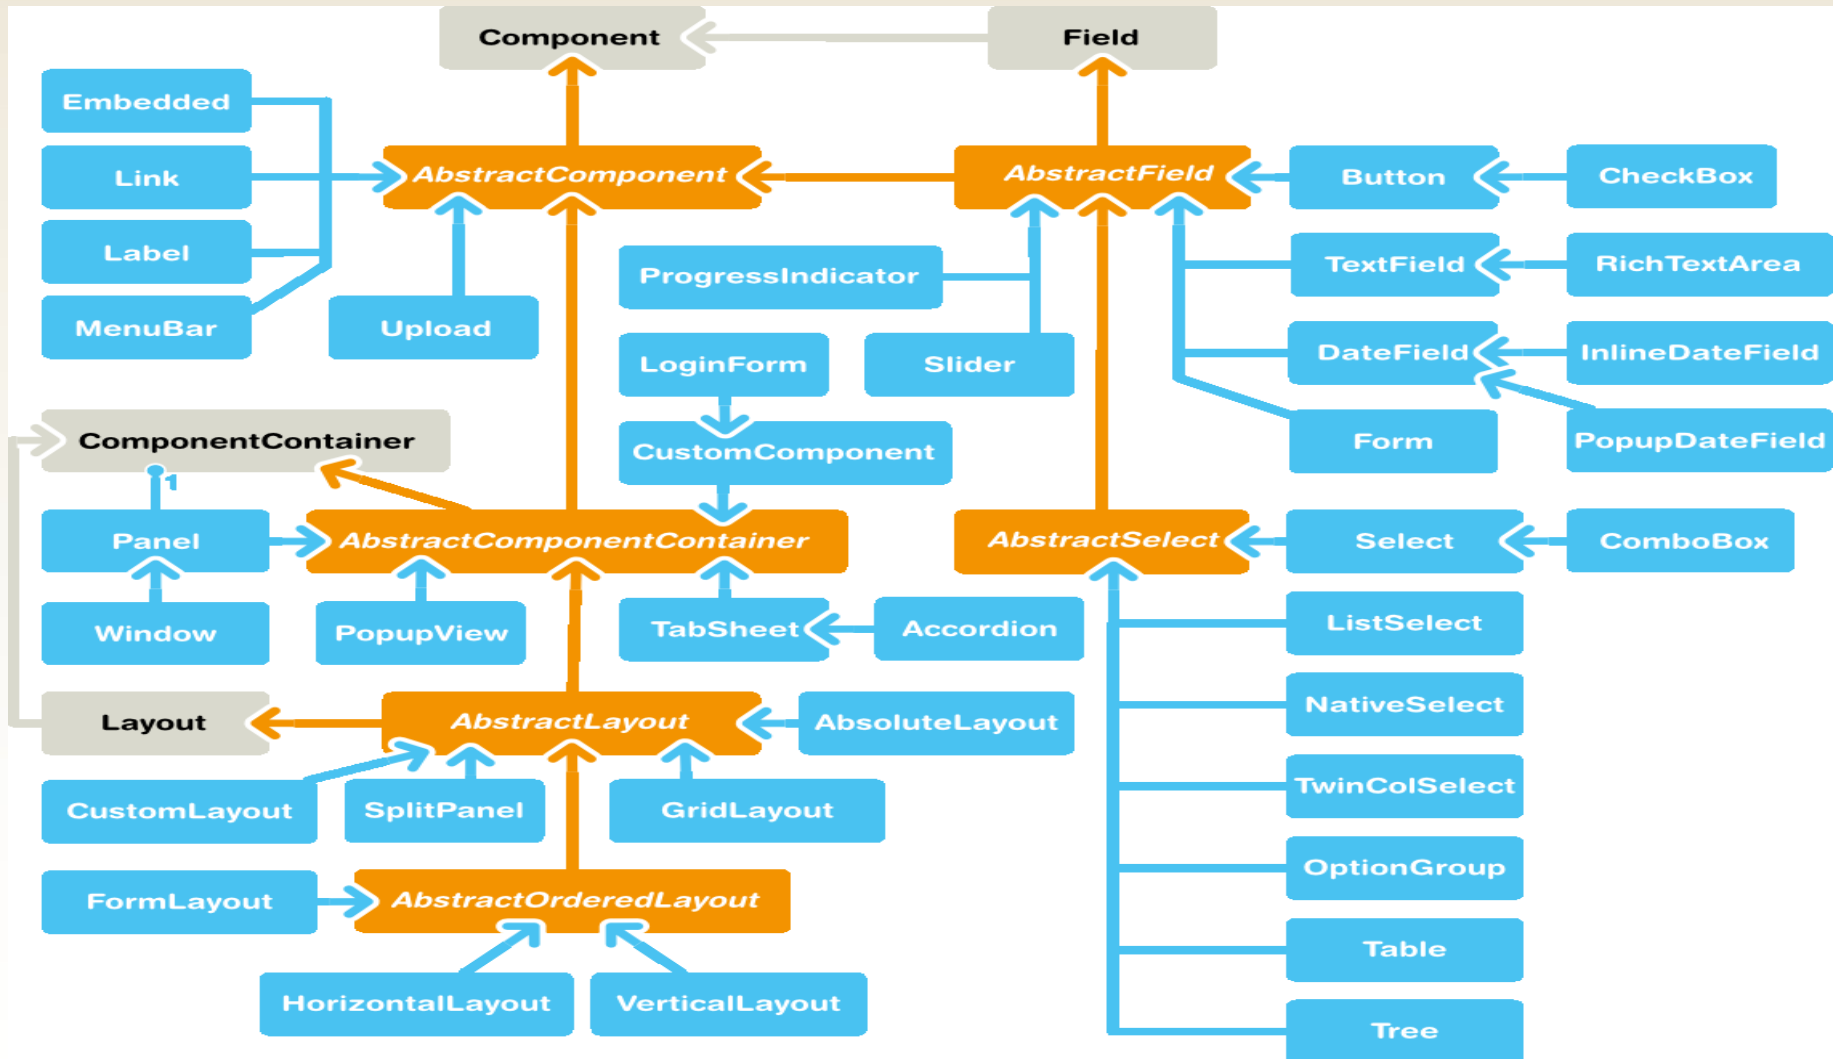 Component
Field
Embedded
AbstractComponent
AbstractField
Button
CheckBox
Link
Label
ProgressIndicator
TextField
RichTextArea
MenuBar
Upload
LoginForm
Slider
DateField
InlineDateField
ComponentContainer
1
CustomComponent
Form
PopupDateField
Panel
AbstractComponentContainer
AbstractSelect
Select
ComboBox
Window
PopupView
TabSheet
Accordion
ListSelect
Layout
AbstractLayout
AbsoluteLayout
NativeSelect
CustomLayout
SplitPanel
GridLayout
TwinColSelect
FormLayout
AbstractOrderedLayout
OptionGroup
Table
HorizontalLayout
VerticalLayout
Tree